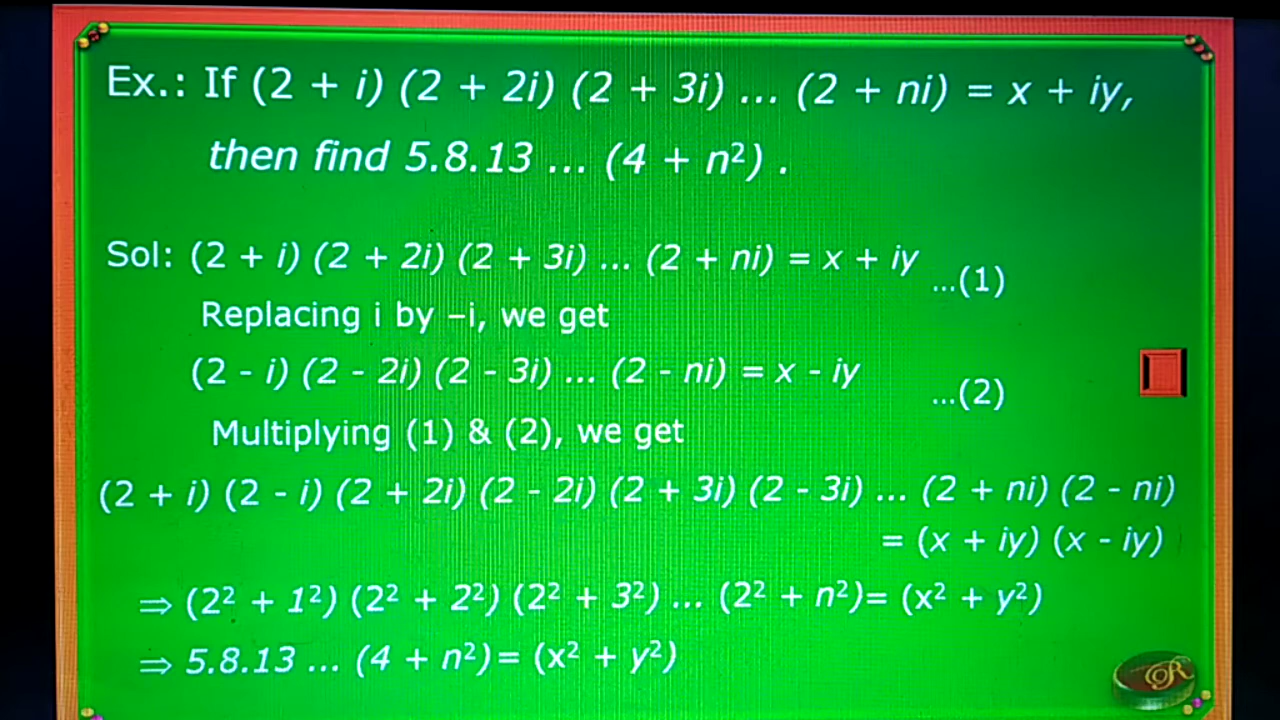 Ex.: If (2 + i) (2 + 2i) (2 + 3i) ... (2 + ni) = x + iy,
then find 5.8.13 ... (4 + n²) .
Sol: (2 + i) (2 + 2i) (2 + 3i) ... (2 + ni) = x + iy ...(1)
Replacing i by –i, we get
(2 - i) (2 - 2i) (2 - 3i) ... (2 - ni) = x - iy ...(2)
Multiplying (1) & (2), we get
(2 + i) (2 - i) (2 + 2i) (2 - 2i) (2 + 3i) (2 - 3i) ... (2 + ni) (2 - ni)
= (x + iy) (x - iy)
⇒ (2² + 1²) (2² + 2²) (2² + 3²) ... (2² + n²)= (x² + y²)
⇒ 5.8.13 ... (4 + n²)= (x² + y²)